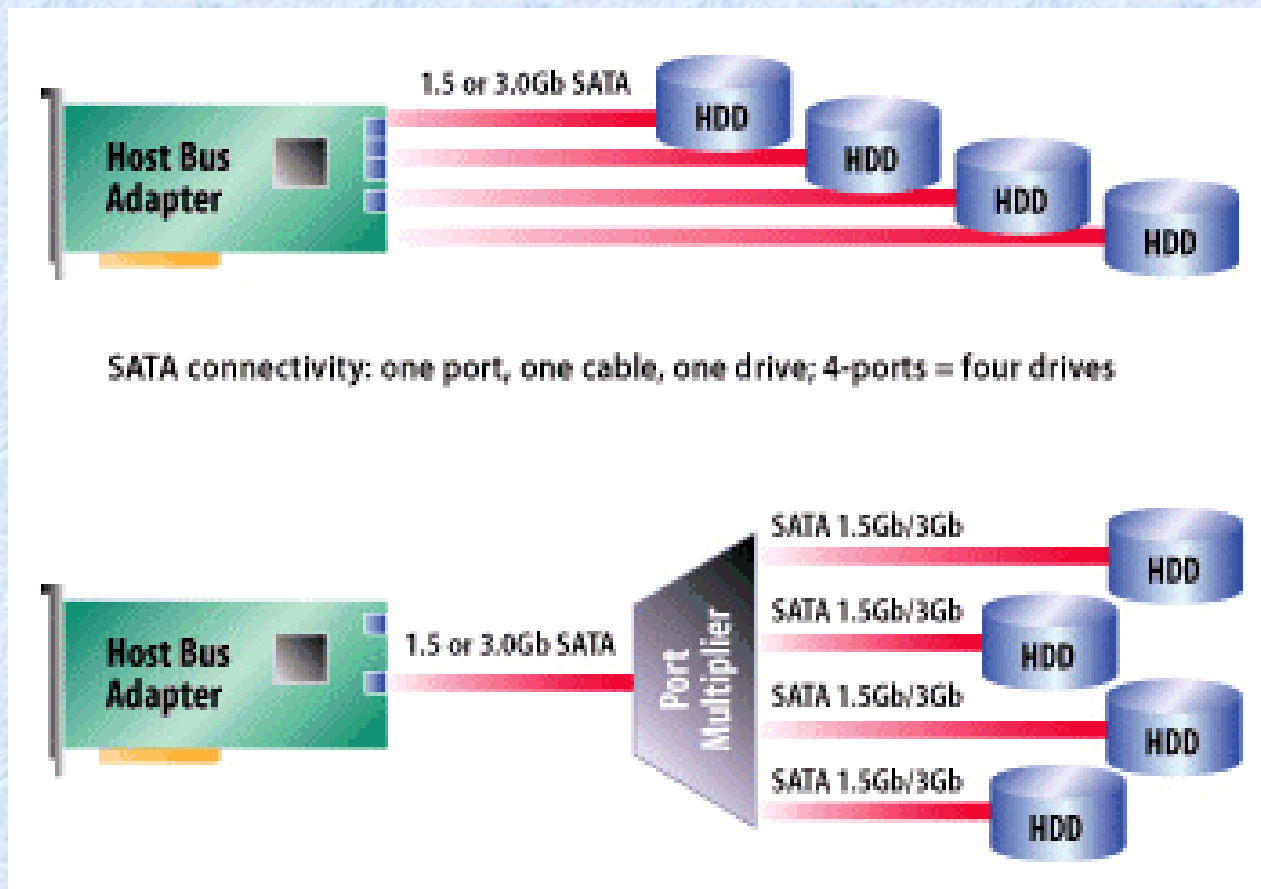 1.5 or 3.0Gb SATA
HDD
HDD
HDD
HDD
Host Bus
Adapter
SATA connectivity: one port, one cable, one drive; 4-ports = four drives
SATA 1.5Gb/3Gb
HDD
SATA 1.5Gb/3Gb
HDD
Host Bus
Adapter
1.5 or 3.0Gb SATA
Port
Multiplier
SATA 1.5Gb/3Gb
HDD
SATA 1.5Gb/3Gb
HDD